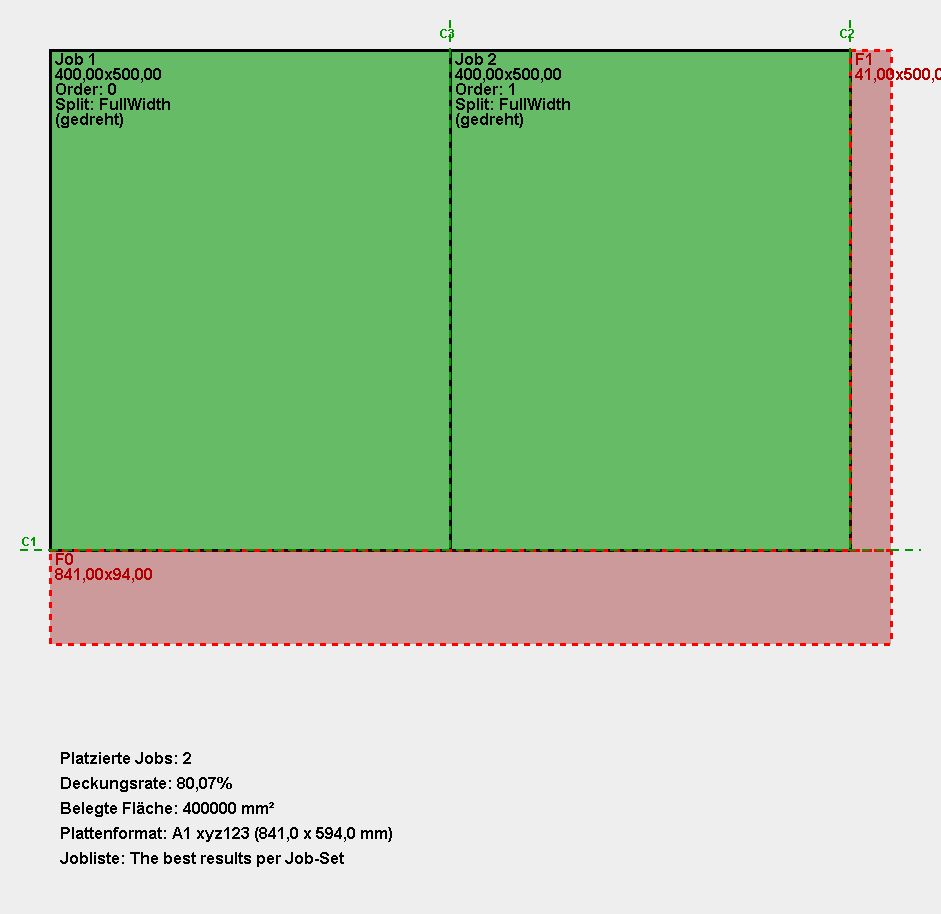 C3
C2
Job 1
400,00x500,00
Order: 0
Split: FullWidth
(gedreht)
Job 2
400,00x500,00
Order: 1
Split: FullWidth
(gedreht)
F1
41,00x500,0
C1
F0
841,00x94,00
Platzierte Jobs: 2
Deckungsrate: 80,07%
Belegte Fläche: 400000 mm²
Plattenformat: A1 xyz123 (841,0 x 594,0 mm)
Jobliste: The best results per Job-Set